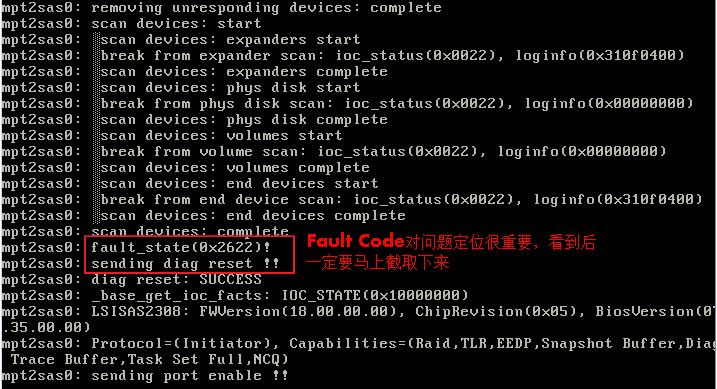 mpt2sas0: removing unresponding devices: complete
mpt2sas0: scan devices: start
mpt2sas0: scan devices: expanders start
mpt2sas0: break from expander scan: ioc_status(0x0022), loginfo(0x310f0400)
mpt2sas0: scan devices: expanders complete
mpt2sas0: scan devices: phys disk start
mpt2sas0: break from phys disk scan: ioc_status(0x0022), loginfo(0x00000000)
mpt2sas0: scan devices: phys disk complete
mpt2sas0: scan devices: volumes start
mpt2sas0: break from volume scan: ioc_status(0x0022), loginfo(0x00000000)
mpt2sas0: scan devices: volumes complete
mpt2sas0: scan devices: end devices start
mpt2sas0: break from end device scan: ioc_status(0x0022), loginfo(0x310f0400)
mpt2sas0: scan devices: end devices complete
mpt2sas0: scan devices: complete
mpt2sas0: fault_state(0x2622)!
mpt2sas0: sending diag reset !!
Fault Code对问题定位很重要，看到后
一定要马上截取下来
mpt2sas0: diag reset: SUCCESS
mpt2sas0: _base_get_ioc_facts: IOC_STATE(0x10000000)
mpt2sas0: LSISAS2308: FWVersion(18.00.00.00), ChipRevision(0x05), BiosVersion(07
.35.00.00)
mpt2sas0: Protocol=(Initiator), Capabilities=(Raid,TLR,EEDP,Snapshot Buffer,Diag
Trace Buffer,Task Set Full,NCQ)
mpt2sas0: sending port enable !!